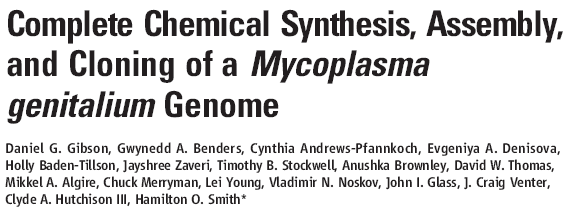 Complete Chemical Synthesis, Assembly,
and Cloning of a Mycoplasma
genitalium Genome
Daniel G. Gibson, Gwynedd A. Benders, Cynthia Andrews-Pfannkoch, Evgeniya A. Denisova,
Holly Baden-Tillson, Jayshree Zaveri, Timothy B. Stockwell, Anushka Brownley, David W. Thomas,
Mikkel A. Algire, Chuck Merryman, Lei Young, Vladimir N. Noskov, John I. Glass, J. Craig Venter,
Clyde A. Hutchison III, Hamilton O. Smith*